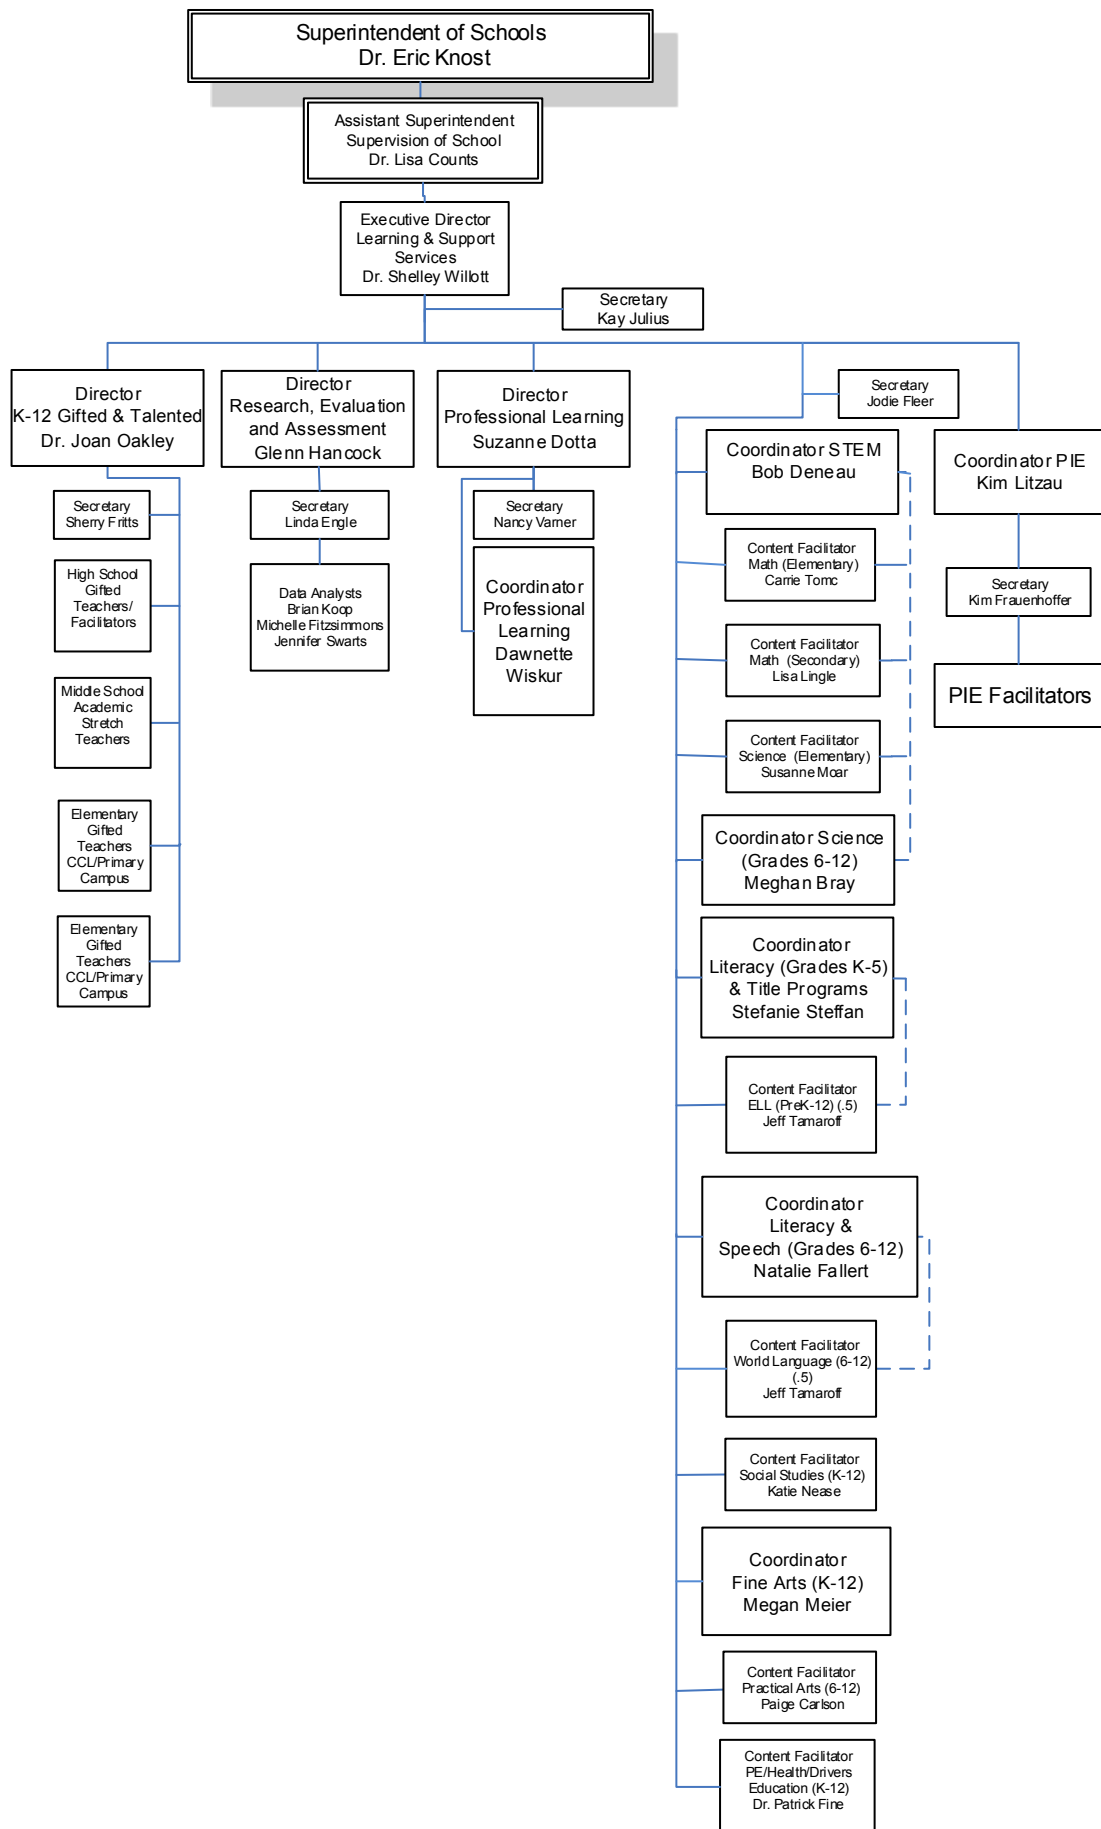 Superintendent of Schools
Dr. Eric Knost
Assistant Superintendent
Supervision of School
Dr. Lisa Counts
Executive Director
Learning & Support
Services
Dr. Shelley Willott
Secretary
Kay Julius
Director
K-12 Gifted & Talented
Dr. Joan Oakley
Secretary
Sherry Fritts
High School
Gifted
Teachers/
Facilitators
Middle School
Academic
Stretch
Teachers
Elementary
Gifted
Teachers
CCL/Primary
Campus
Elementary
Gifted
Teachers
CCL/Primary
Campus
Director
Research, Evaluation
and Assessment
Glenn Hancock
Secretary
Linda Engle
Data Analysts
Brian Koop
Michelle Fitzsimmons
Jennifer Swarts
Director
Professional Learning
Suzanne Dotta
Secretary
Nancy Varner
Coordinator
Professional
Learning
Dawnette
Wiskur
Secretary
Jodie Fleer
Coordinator STEM
Bob Deneau
Content Facilitator
Math (Elementary)
Carrie Tomc
Content Facilitator
Math (Secondary)
Lisa Lingle
Content Facilitator
Science (Elementary)
Susanne Moar
Coordinator Science
(Grades 6-12)
Meghan Bray
Coordinator
Literacy (Grades K-5)
& Title Programs
Stefanie Steffan
Content Facilitator
ELL (PreK-12) (.5)
Jeff Tamaroff
Coordinator
Literacy &
Speech (Grades 6-12)
Natalie Fallert
Content Facilitator
World Language (6-12)
(.5)
Jeff Tamaroff
Content Facilitator
Social Studies (K-12)
Katie Nease
Coordinator
Fine Arts (K-12)
Megan Meier
Content Facilitator
Practical Arts (6-12)
Paige Carlson
Content Facilitator
PE/Health/Drivers
Education (K-12)
Dr. Patrick Fine
Coordinator PIE
Kim Litzau
Secretary
Kim Frauenhoffer
PIE Facilitators